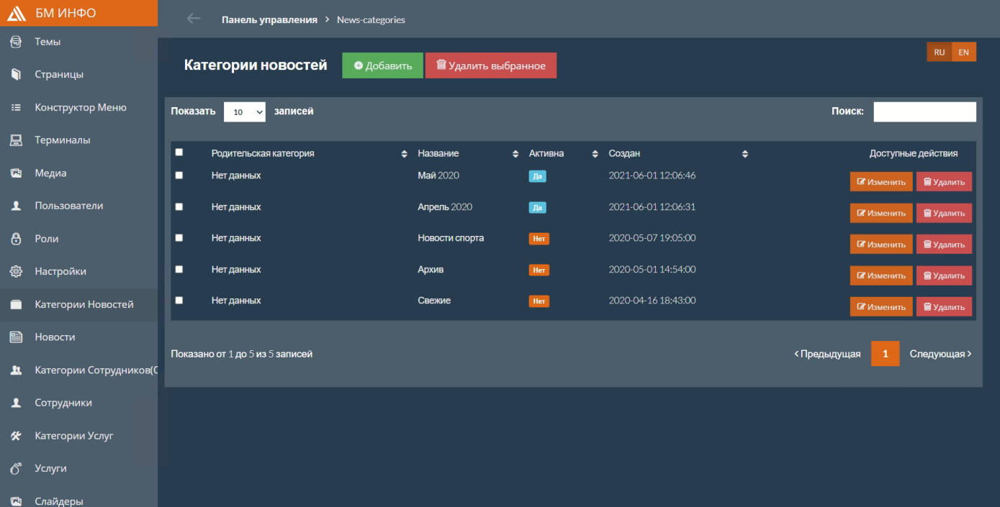 БМ ИНФО
Панель управления > News-categories
Темы
Страницы
Конструктор Меню
Терминалы
Медиа
Пользователи
Роли
Настройки
Категории Новостей
Новости
Категории Сотрудников(С
Сотрудники
Категории Услуг
Услуги
Слайдеры
RU EN
Категории новостей Добавить Удалить выбранное
Показать 10 записей Поиск:
Родительская категория Название Активна Создан Доступные действия
Нет данных Май 2020 Да 2021-06-01 12:06:46 Изменить Удалить
Нет данных Апрель 2020 Да 2021-06-01 12:06:31 Изменить Удалить
Нет данных Новости спорта Нет 2020-05-07 19:05:00 Изменить Удалить
Нет данных Архив Нет 2020-05-01 14:54:00 Изменить Удалить
Нет данных Свежие Нет 2020-04-16 18:43:00 Изменить Удалить
Показано от 1 до 5 из 5 записей <Предыдущая 1 Следующая>